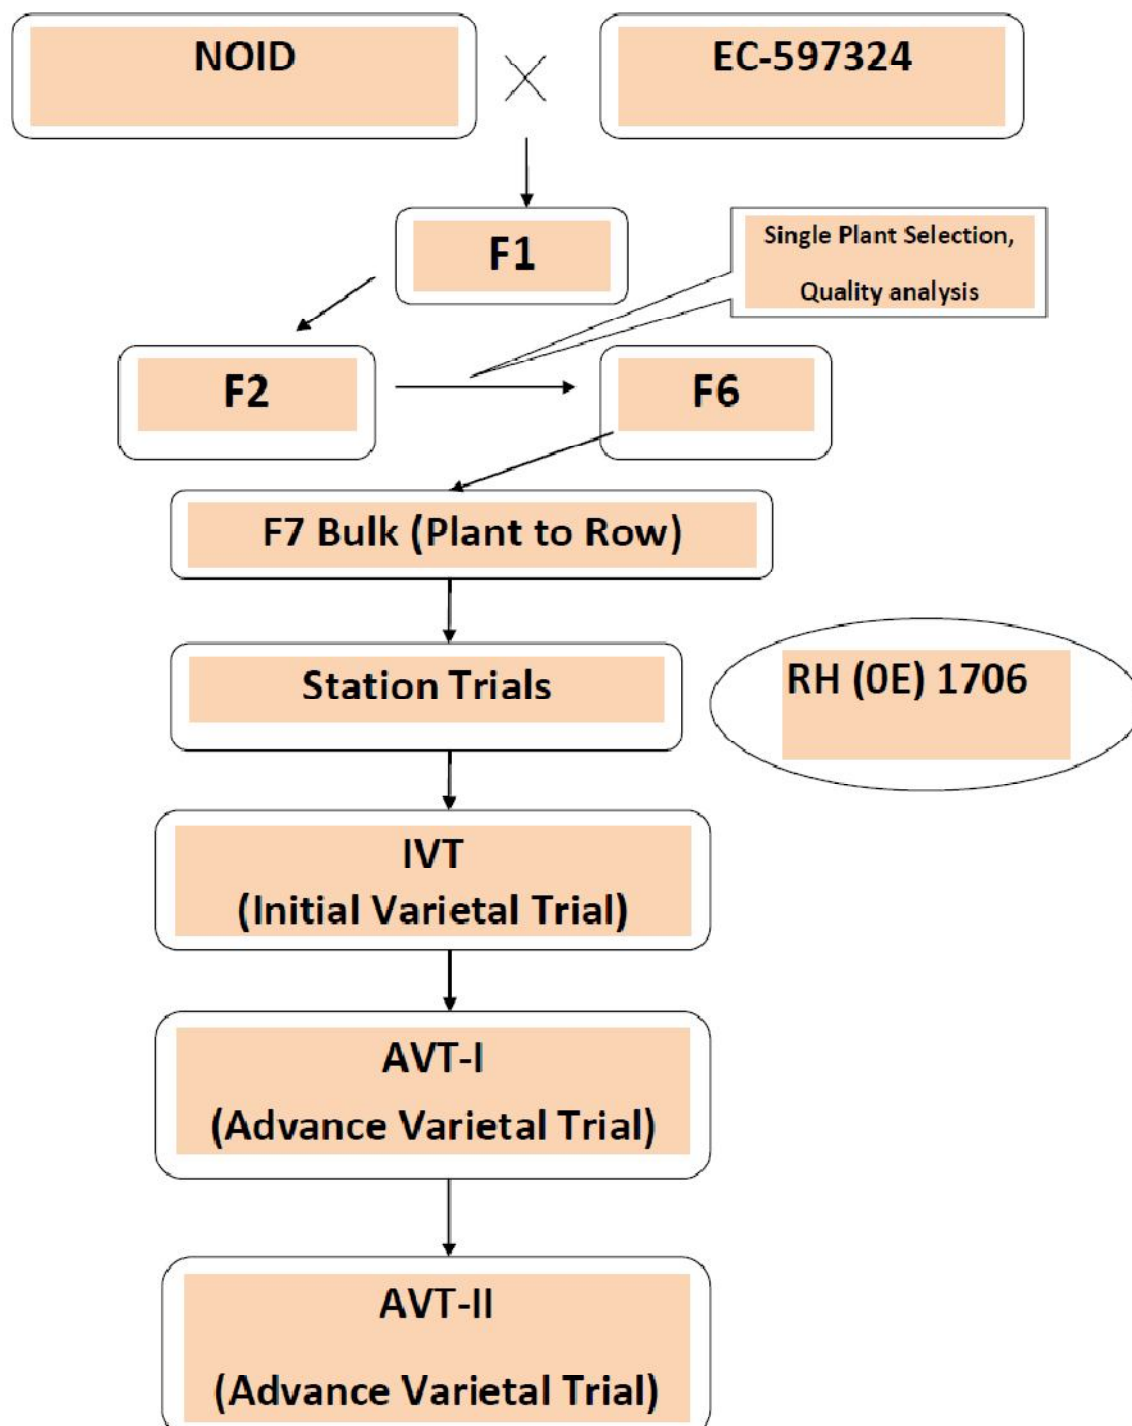 NOID
EC-597324
F1
Single Plant Selection,
Quality analysis
F2
F6
F7 Bulk (Plant to Row)
Station Trials
RH (0E) 1706
IVT
(Initial Varietal Trial)
AVT-I
(Advance Varietal Trial)
AVT-II
(Advance Varietal Trial)